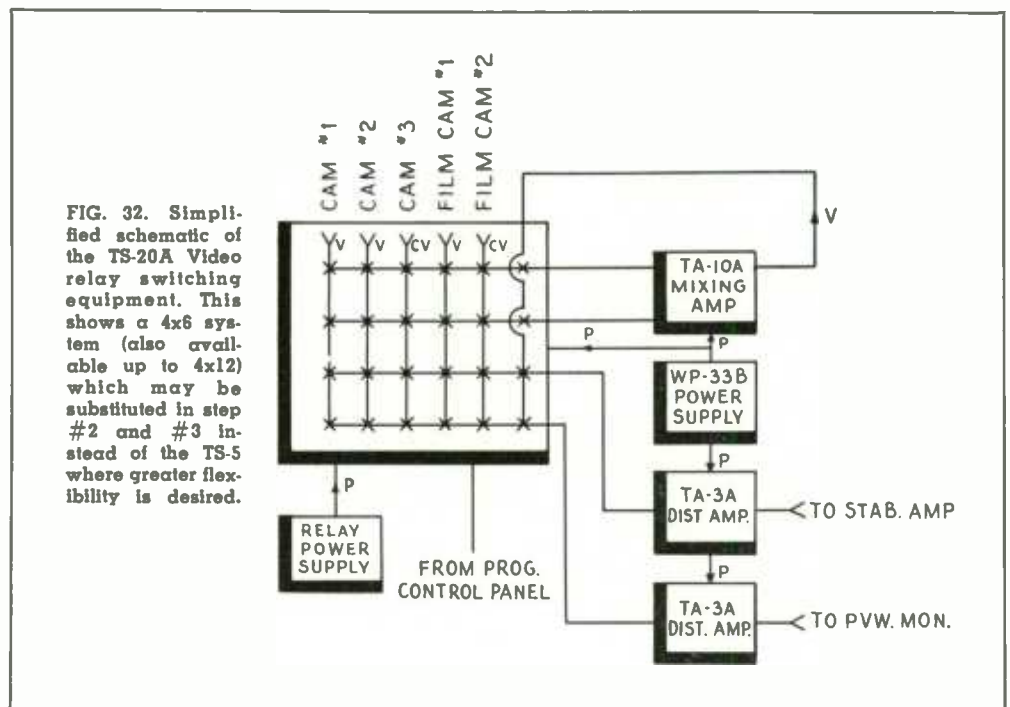 FIG. 32. Simpli-
fied schematic of
the TS-20A Video
relay switching
equipment. This
shows a 4x6 sys-
tem (also avail-
able up to 4x12)
which may be
substituted in step
#2 and #3 in-
stead of the TS-5
where greater flex-
ibility is desired.
CAM #1
CAM #2
CAM #3
FILM CAM #1
FILM CAM #2
V
V
CV
V
CV
V
TA-10A
MIXING
AMP
P
P
WP-33B
POWER
SUPPLY
P
TA-3A
DIST AMP.
TO STAB. AMP
P
TA-3A
DIST. AMP.
TO PVW. MON.
P
RELAY
POWER
SUPPLY
FROM PROG.
CONTROL PANEL